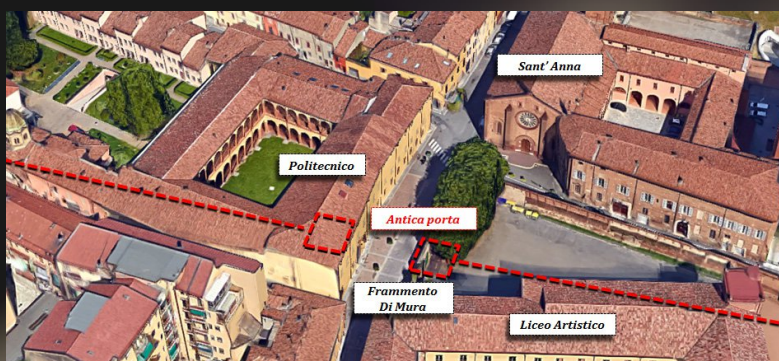 Sant' Anna
Politecnico
Antica porta
Frammento
Di Mura
Liceo Artistico